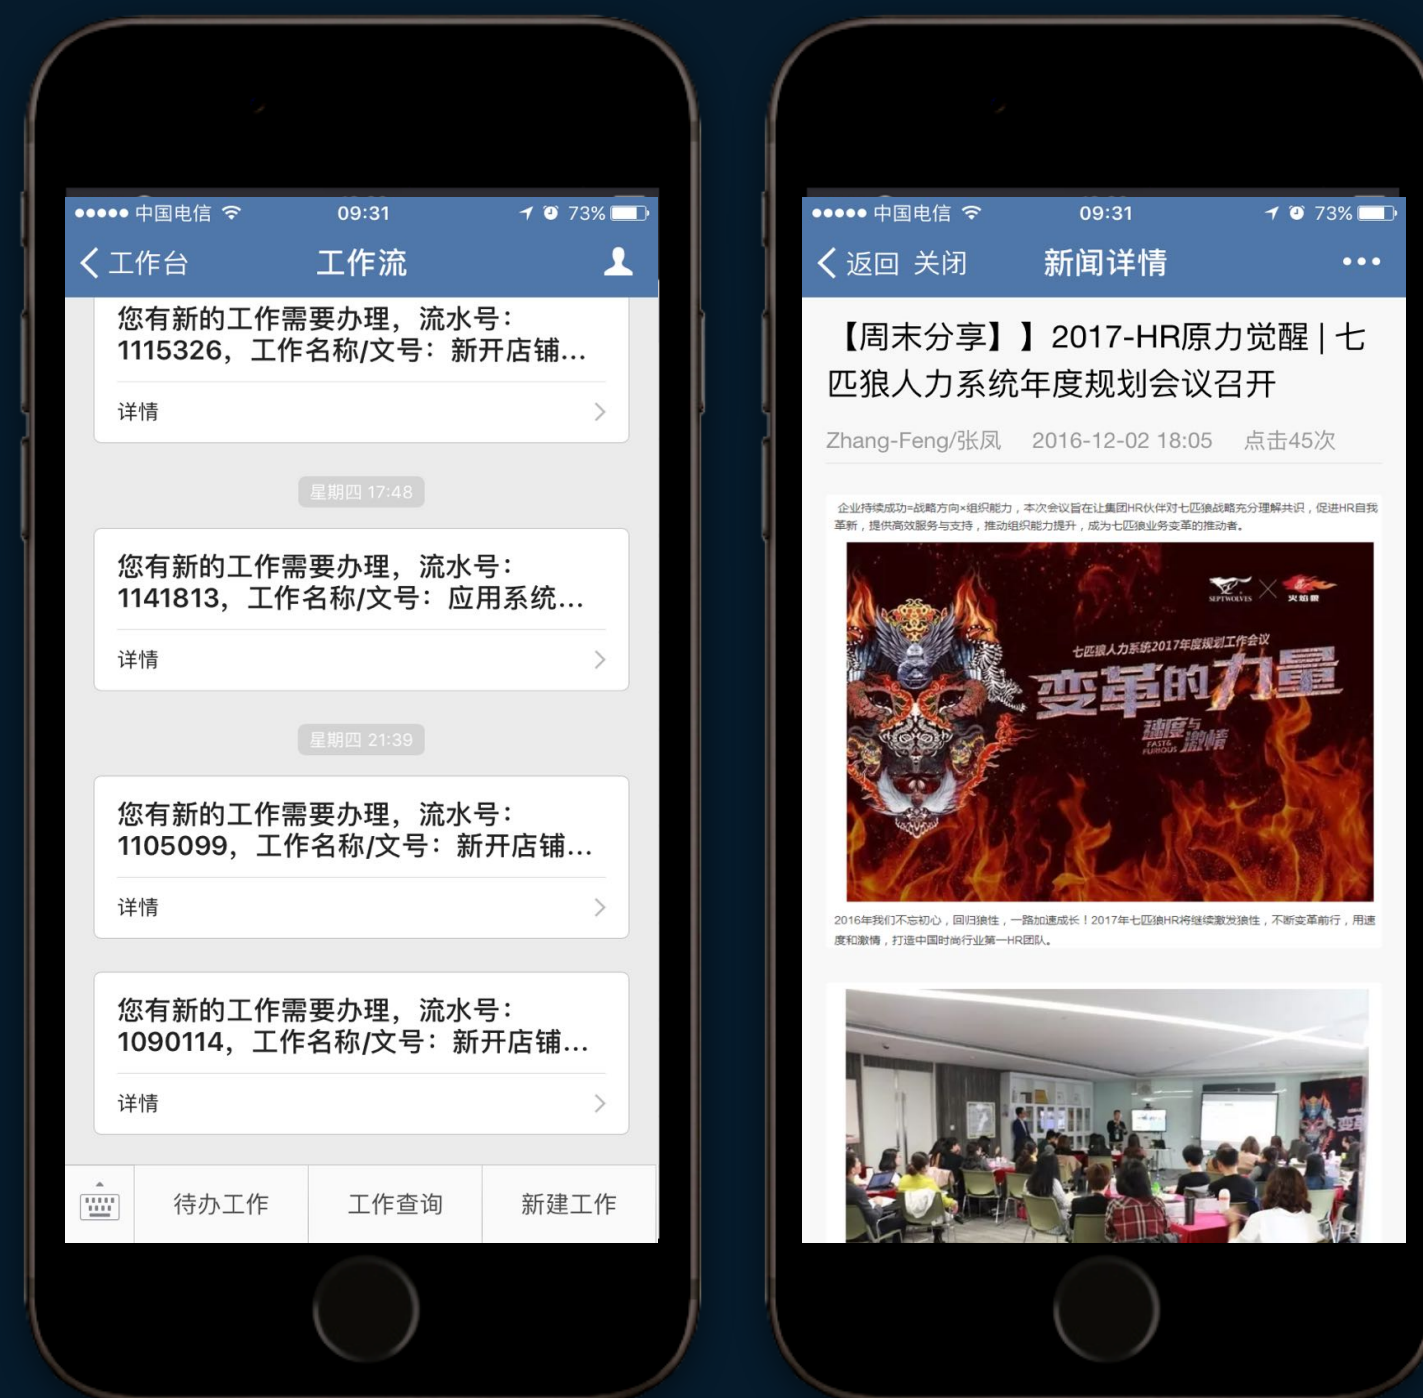 中国电信
09:31
73%
工作台
工作流
您有新的工作需要办理，流水号：
1115326，工作名称/文号：新开店铺...
详情
星期四 17:48
您有新的工作需要办理，流水号：
1141813，工作名称/文号：应用系统...
详情
星期四 21:39
您有新的工作需要办理，流水号：
1105099，工作名称/文号：新开店铺...
详情
您有新的工作需要办理，流水号：
1090114，工作名称/文号：新开店铺...
详情
待办工作
工作查询
新建工作
中国电信
09:31
73%
返回 关闭
新闻详情
【周末分享】】2017-HR原力觉醒 | 七
匹狼人力系统年度规划会议召开
Zhang-Feng/张凤 2016-12-02 18:05 点击45次
企业持续成功=战略方向×组织能力，本次会议旨在让集团HR伙伴对七匹狼战略充分理解共识，促进HR自我
革新，提供高效服务与支持，推动组织能力提升，成为七匹狼业务变革的推动者。
SEPTWOLVES
火焰狼
七匹狼人力系统2017年度规划工作会议
变革的力量
速度与
FAST&
FURIOUS
激情
2016年我们不忘初心，回归狼性，一路加速成长！2017年七匹狼HR将继续激发狼性，不断变革前行，用速
度和激情，打造中国时尚行业第一HR团队。
变革